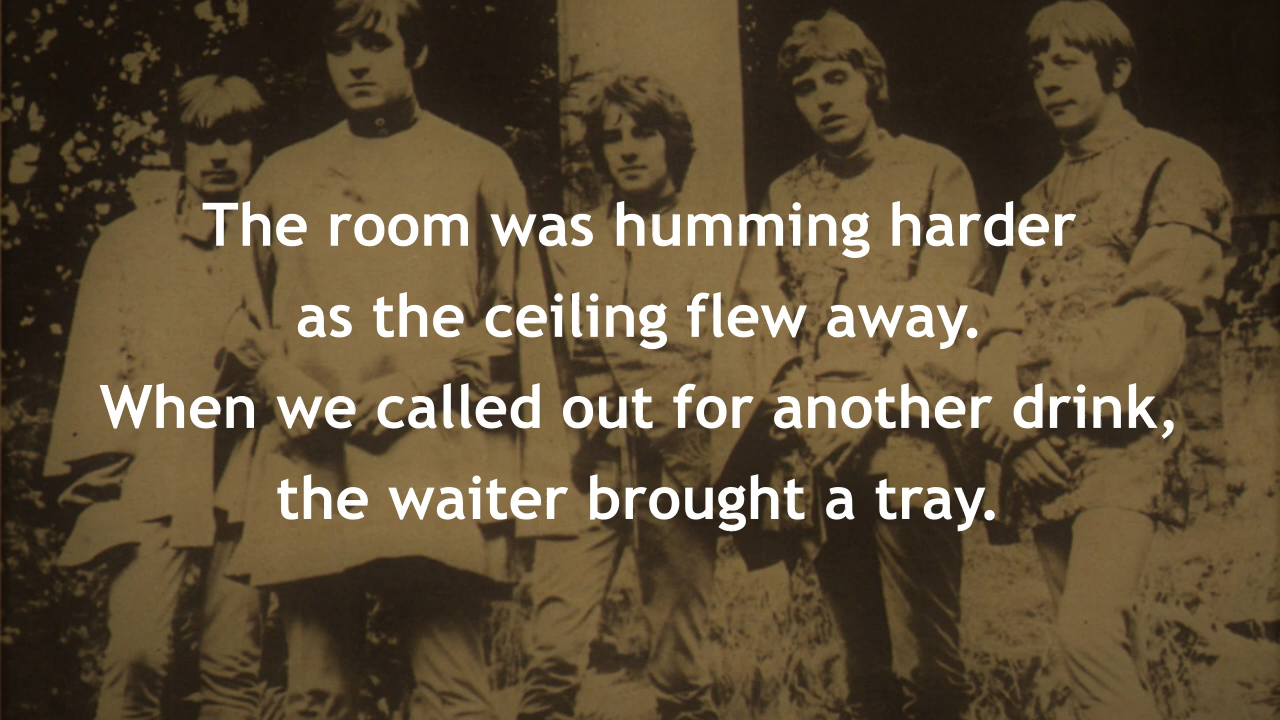 The room was humming harder
as the ceiling flew away.
When we called out for another drink,
the waiter brought a tray.